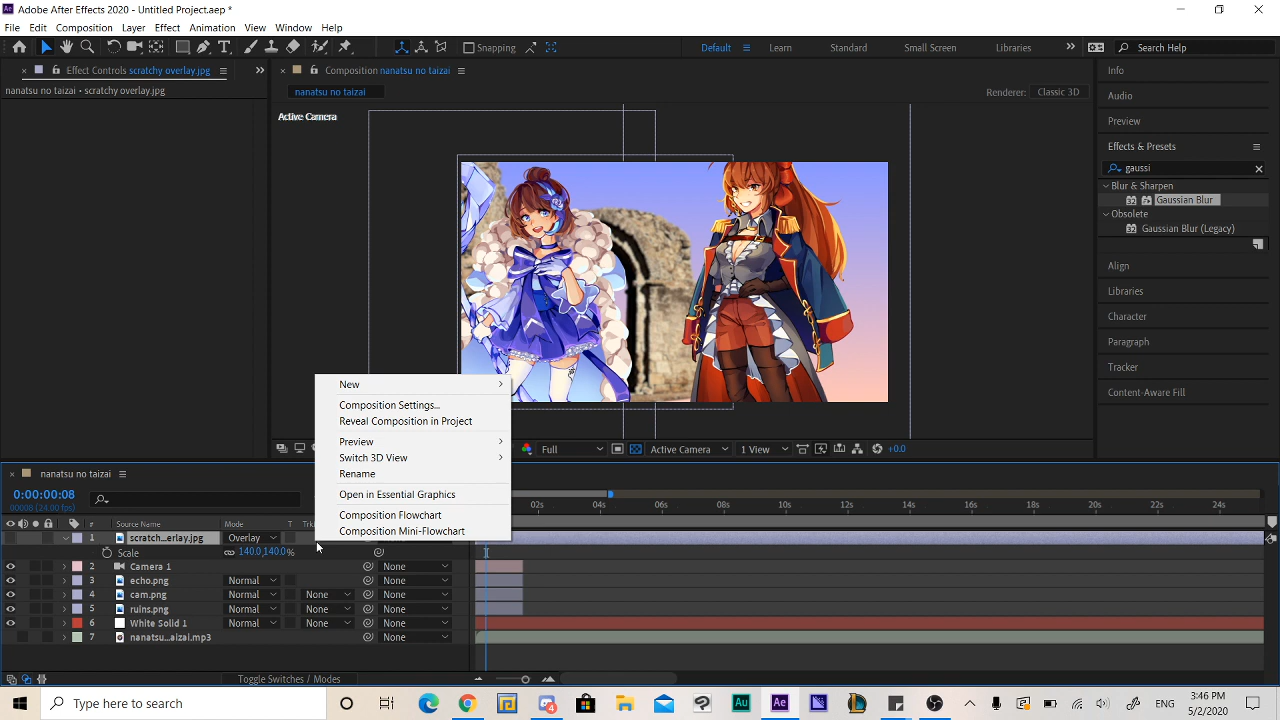 Adobe After Effects 2020 - Untitled Project.aep *
File Edit Composition Layer Effect Animation View Window Help
Snapping
Default Learn Standard Small Screen Libraries Search Help
Effect Controls scratchy overlay.jpg
nanatsu no taizai • scratchy overlay.jpg
Composition nanatsu no taizai
nanatsu no taizai
Renderer: Classic 3D
Active Camera
Info
Audio
Preview
Effects & Presets
gaussi
Blur & Sharpen
Gaussian Blur
Obsolete
Gaussian Blur (Legacy)
Align
Libraries
Character
Paragraph
Tracker
Content-Aware Fill
New
Composition Settings...
Reveal Composition in Project
Preview
Switch 3D View
Rename
Open in Essential Graphics
Composition Flowchart
Composition Mini-Flowchart
Full Active Camera 1 View +0.0
nanatsu no taizai
0:00:00:08
00008 (24.00 fps)
02s 04s 06s 08s 10s 12s 14s 16s 18s 20s 22s 24s
# Source Name Mode T Trk
1 scratch...erlay.jpg Overlay
Scale 140.0,140.0%
2 Camera 1 None
3 echo.png Normal None
4 cam.png Normal None None
5 ruins.png Normal None None
6 White Solid 1 Normal None None
7 nanatsu...aizai.mp3 None
Toggle Switches / Modes
Type here to search
Au
Ae
4
3:46 PM
5/2/2020